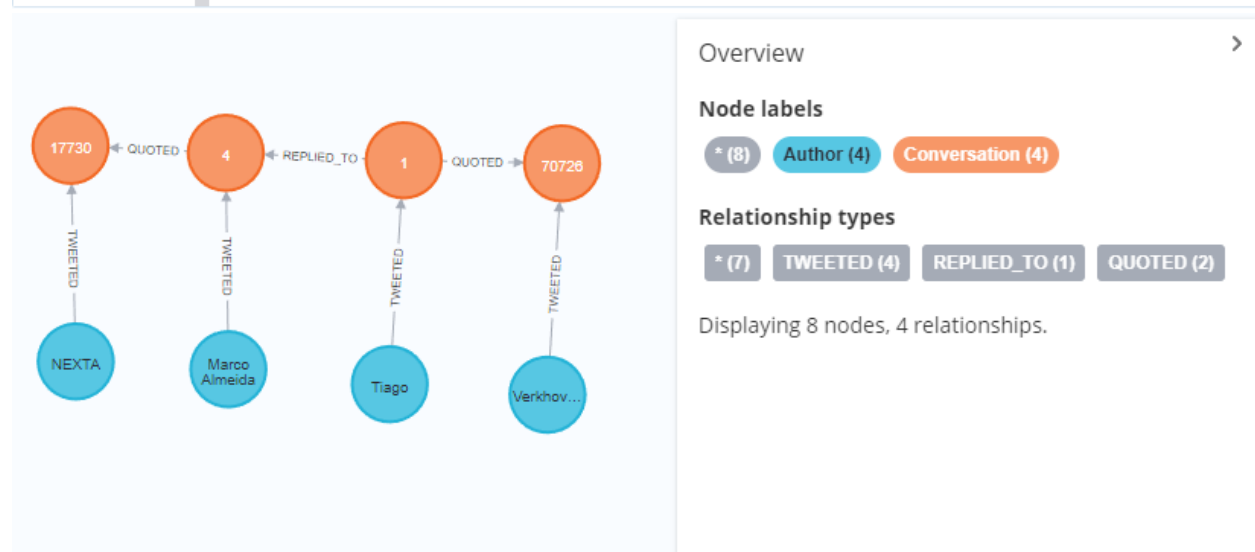 17730
QUOTED
4
REPLIED_TO
1
QUOTED
70726
TWEETED
TWEETED
TWEETED
TWEETED
NEXTA
Marco
Almeida
Tiago
Verkhov...
Overview
Node labels
* (8) Author (4) Conversation (4)
Relationship types
* (7) TWEETED (4) REPLIED_TO (1) QUOTED (2)
Displaying 8 nodes, 4 relationships.